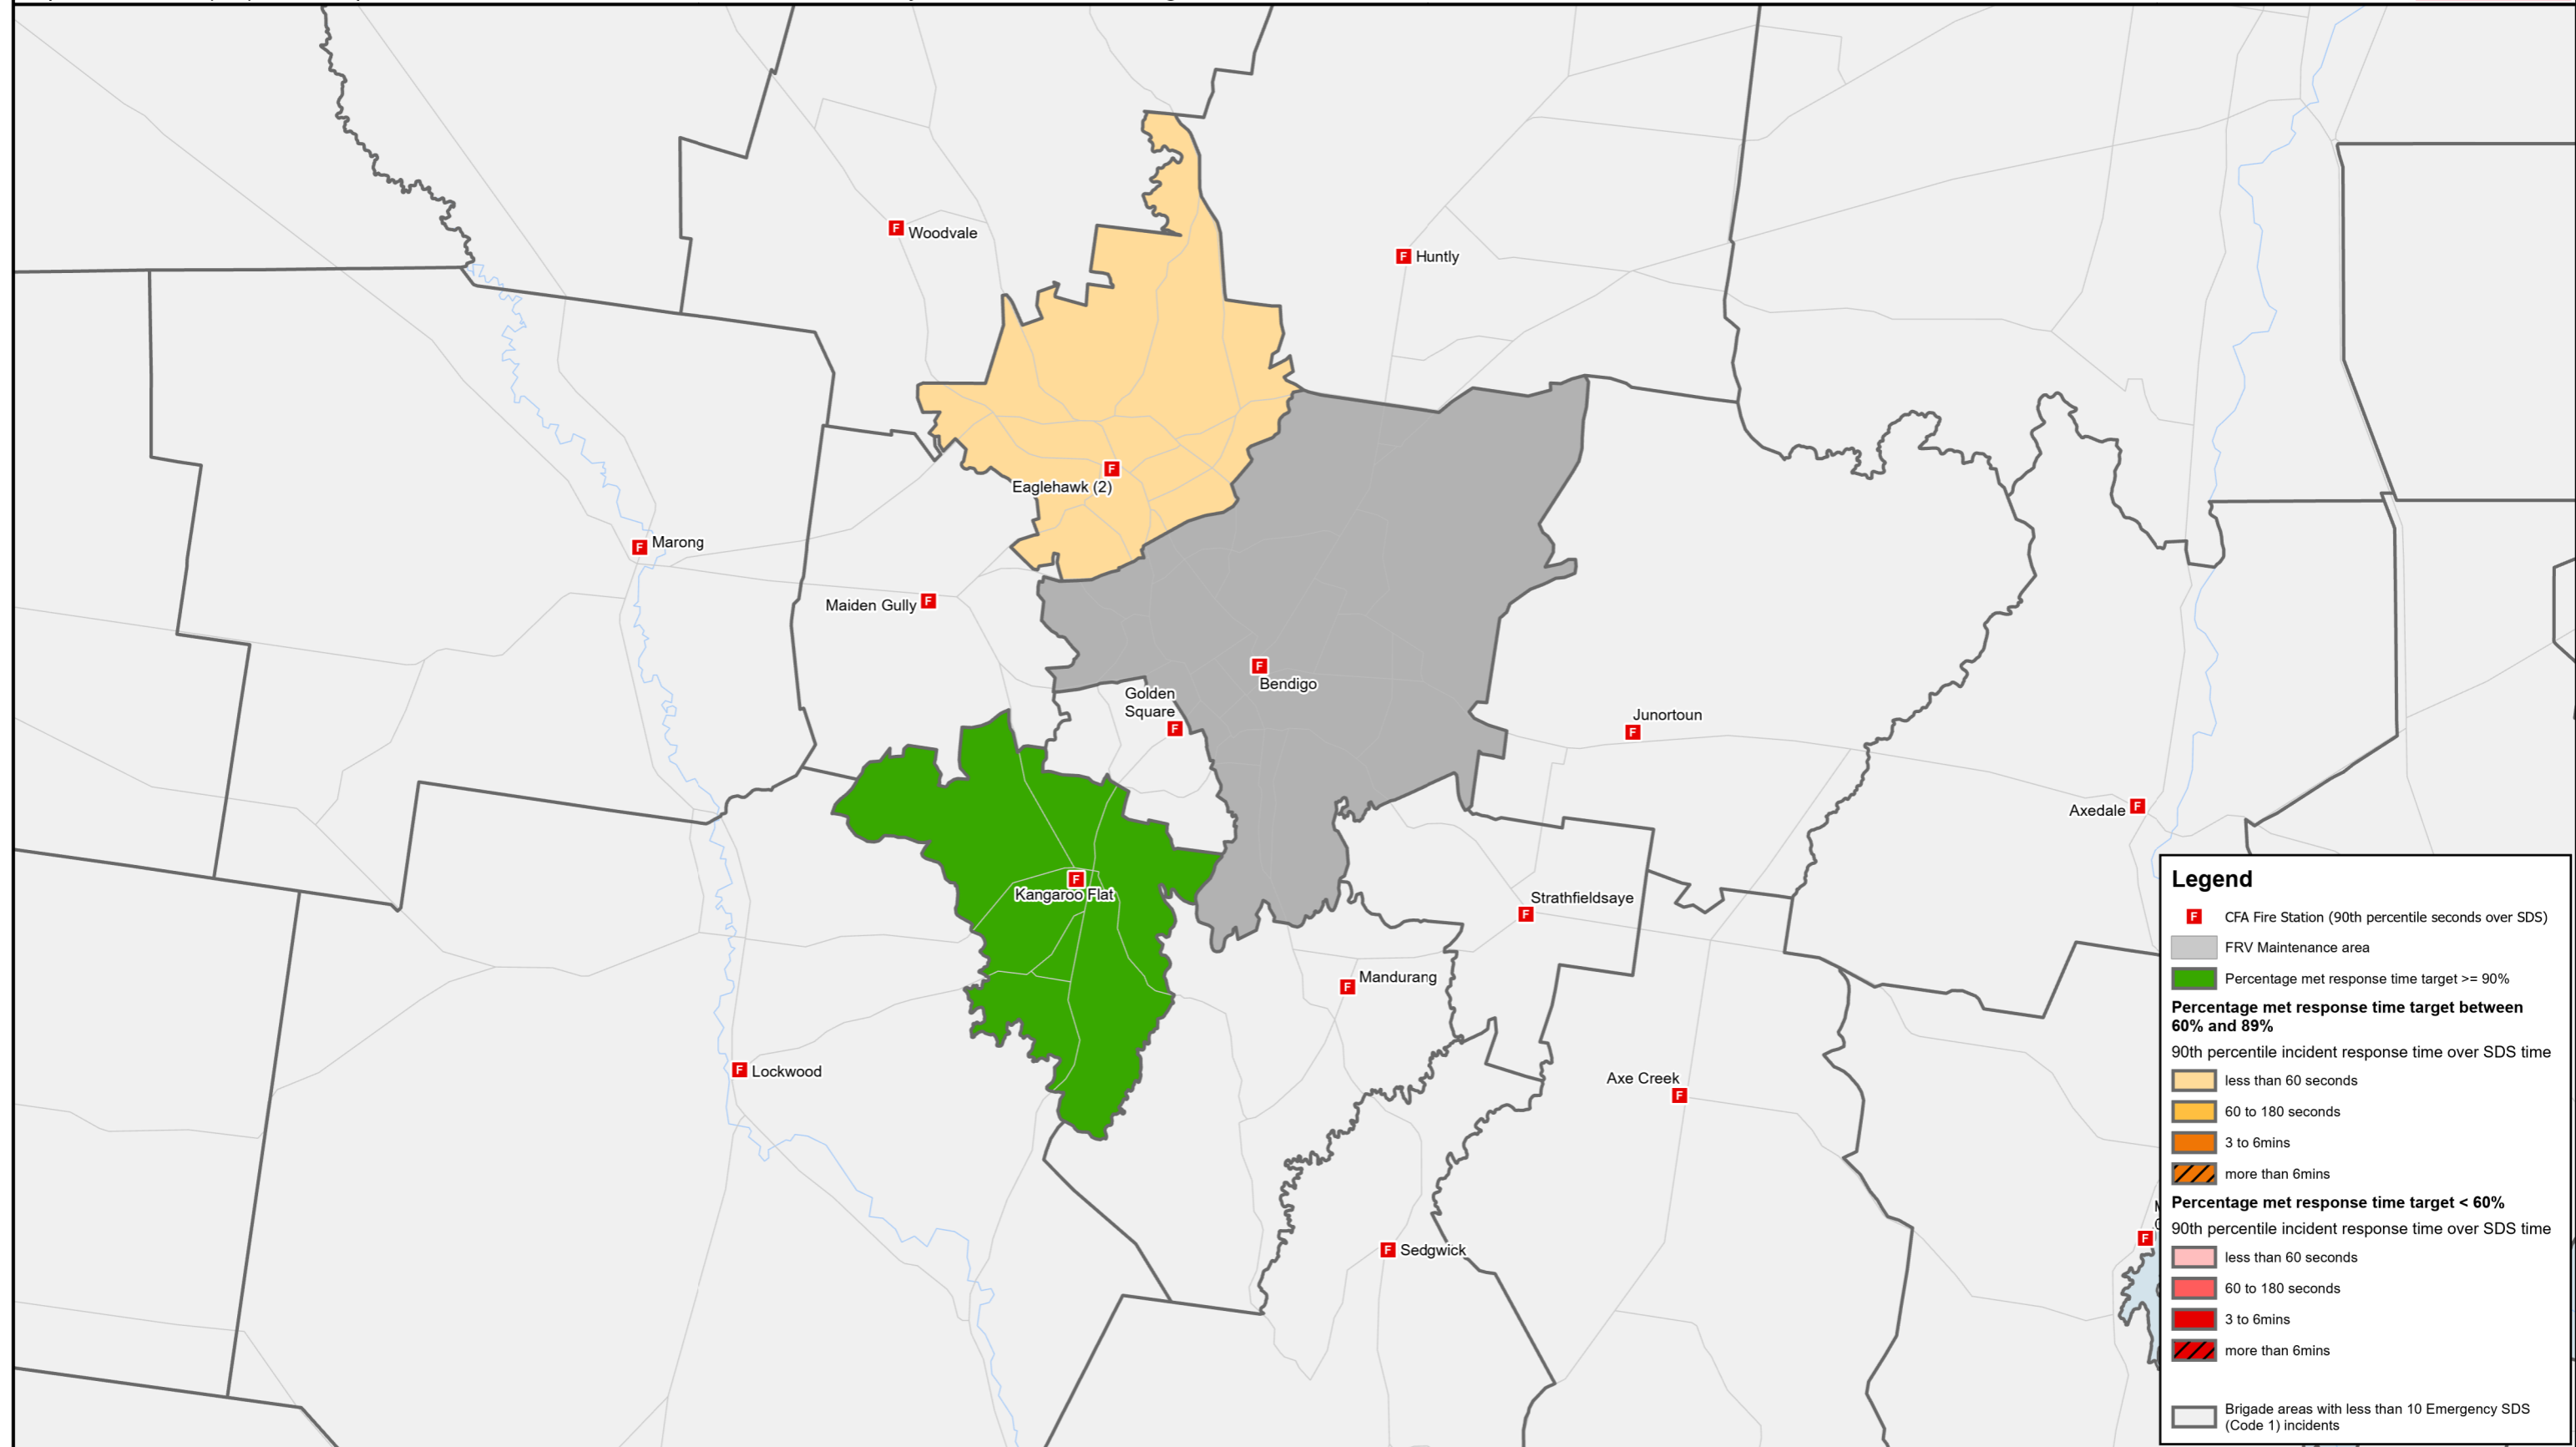 Woodvale
F
Huntly
F
Eaglehawk (2)
F
Marong
F
Maiden Gully
F
Bendigo
F
Golden
Square
F
Junortoun
F
Axedale
F
Kangaroo Flat
F
Strathfieldsaye
F
Mandurang
F
Lockwood
F
Axe Creek
F
Sedgwick
F
F
Legend
F
CFA Fire Station (90th percentile seconds over SDS)
FRV Maintenance area
Percentage met response time target >= 90%
Percentage met response time target between
60% and 89%
90th percentile incident response time over SDS time
less than 60 seconds
60 to 180 seconds
3 to 6mins
more than 6mins
Percentage met response time target < 60%
90th percentile incident response time over SDS time
less than 60 seconds
60 to 180 seconds
3 to 6mins
more than 6mins
Brigade areas with less than 10 Emergency SDS
(Code 1) incidents